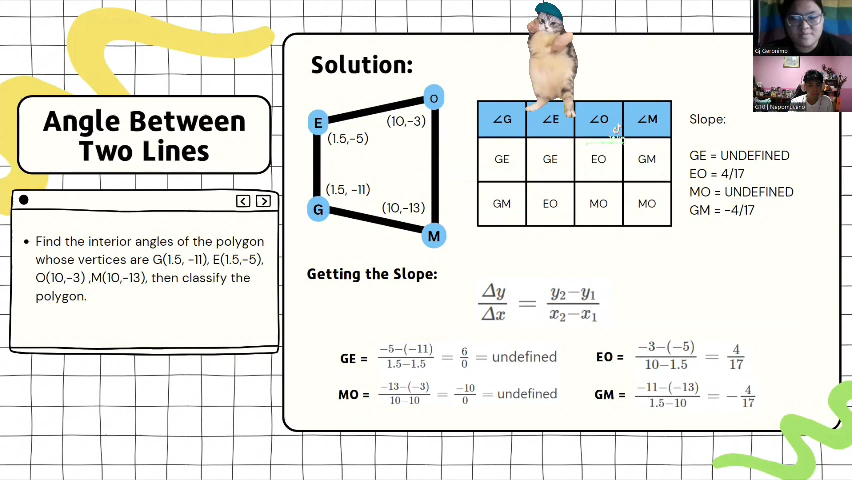 Angle Between
Two Lines
Find the interior angles of the polygon
whose vertices are G(1.5, -11), E(1.5,-5),
O(10,-3) ,M(10,-13), then classify the
polygon.
Solution:
E
O
G
M
(1.5,-5)
(10,-3)
(1.5, -11)
(10,-13)
∠G ∠E ∠O ∠M
GE GE EO GM
GM EO MO MO
Slope:
GE = UNDEFINED
EO = 4/17
MO = UNDEFINED
GM = -4/17
Getting the Slope:
Δy/Δx = y₂−y₁/x₂−x₁
GE = −5−(−11)/1.5−1.5 = 6/0 = undefined
EO = −3−(−5)/10−1.5 = 4/17
MO = −13−(−3)/10−10 = −10/0 = undefined
GM = −11−(−13)/1.5−10 = −4/17
Gj Geronimo